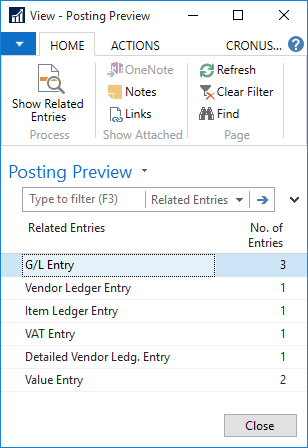 View - Posting Preview
HOME
ACTIONS
CRONUS...
Show Related
Entries
Process
OneNote
Notes
Links
Show Attached
Refresh
Clear Filter
Find
Page
Posting Preview
Type to filter (F3)
Related Entries
Related Entries
No. of
Entries
G/L Entry 3
Vendor Ledger Entry 1
Item Ledger Entry 1
VAT Entry 1
Detailed Vendor Ledg. Entry 1
Value Entry 2
Close